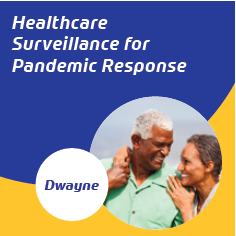 Healthcare
Surveillance for
Pandemic Response
Dwayne